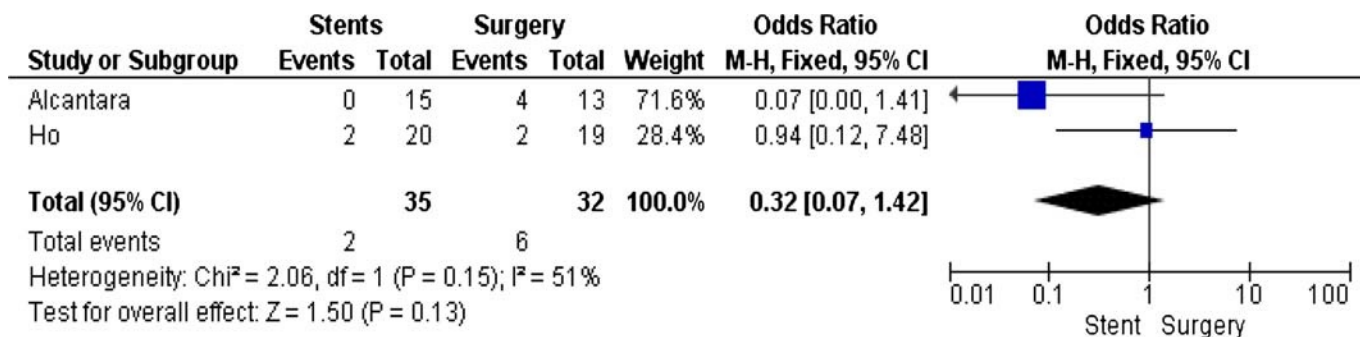 Stents Surgery Odds Ratio Odds Ratio
Study or Subgroup Events Total Events Total Weight M-H, Fixed, 95% CI M-H, Fixed, 95% CI
Alcantara 0 15 4 13 71.6% 0.07 [0.00, 1.41]
Ho 2 20 2 19 28.4% 0.94 [0.12, 7.48]
Total (95% CI) 35 32 100.0% 0.32 [0.07, 1.42]
Total events 2 6
Heterogeneity: Chi² = 2.06, df = 1 (P = 0.15); I² = 51%
Test for overall effect: Z = 1.50 (P = 0.13)
0.01 0.1 1 10 100
Stent Surgery